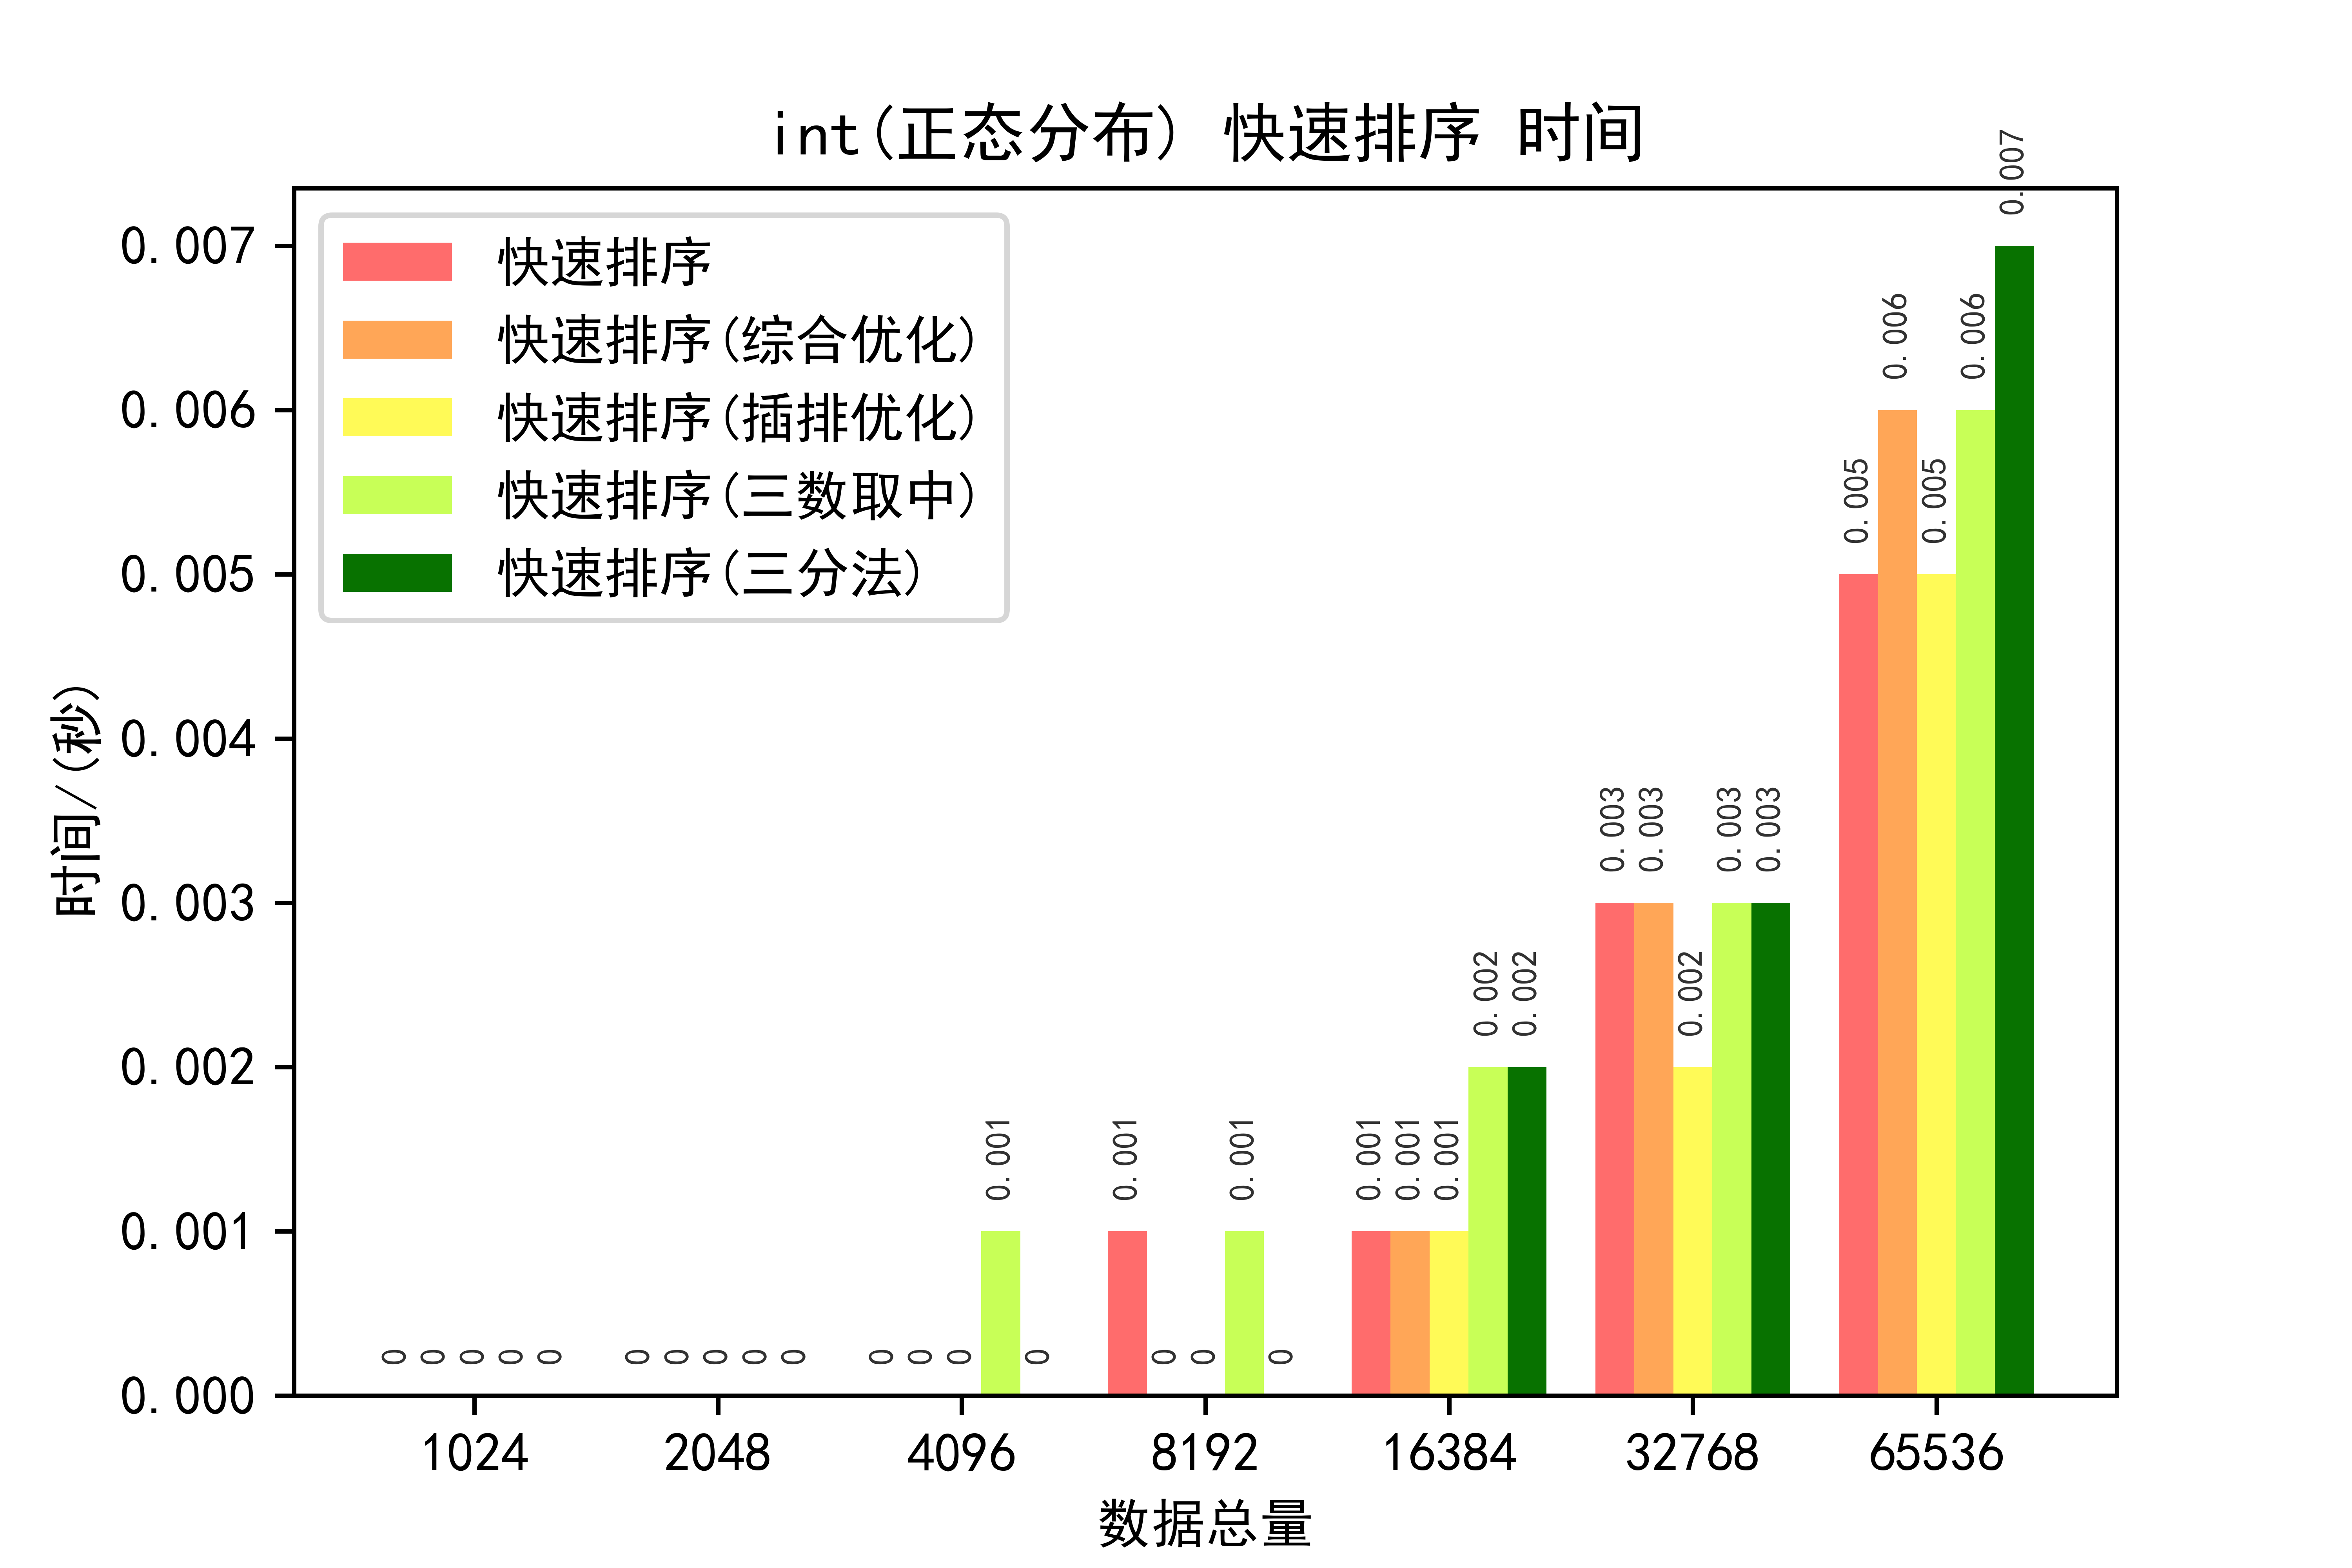 int(正态分布) 快速排序 时间
快速排序
快速排序(综合优化)
快速排序(插排优化)
快速排序(三数取中)
快速排序(三分法)
时间/(秒)
0.007
0.006
0.005
0.004
0.003
0.002
0.001
0.000
0 0 0 0 0
0 0 0 0 0
0 0 0 0.001 0
0.001 0 0 0.001 0
0.001 0.001 0.001 0.002 0.002
0.003 0.003 0.002 0.003 0.003
0.005 0.006 0.005 0.006 0.007
1024 2048 4096 8192 16384 32768 65536
数据总量